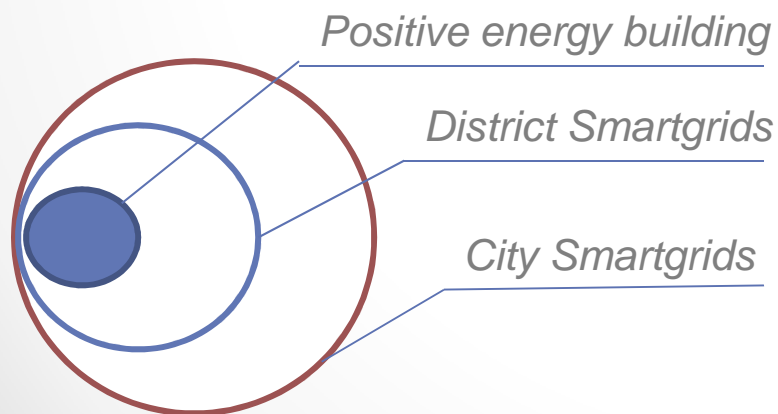 Positive energy building
District Smartgrids
City Smartgrids